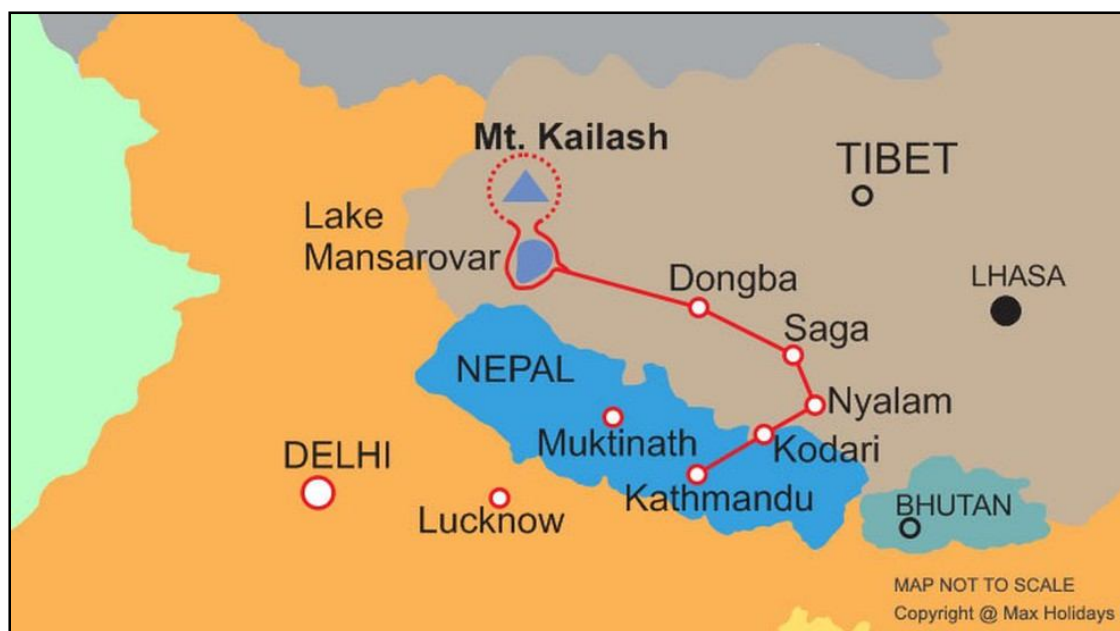 Mt. Kailash
TIBET
Lake
Mansarovar
Dongba
LHASA
Saga
NEPAL
Nyalam
Muktinath
Kodari
DELHI
Kathmandu
Lucknow
BHUTAN
MAP NOT TO SCALE
Copyright @ Max Holidays